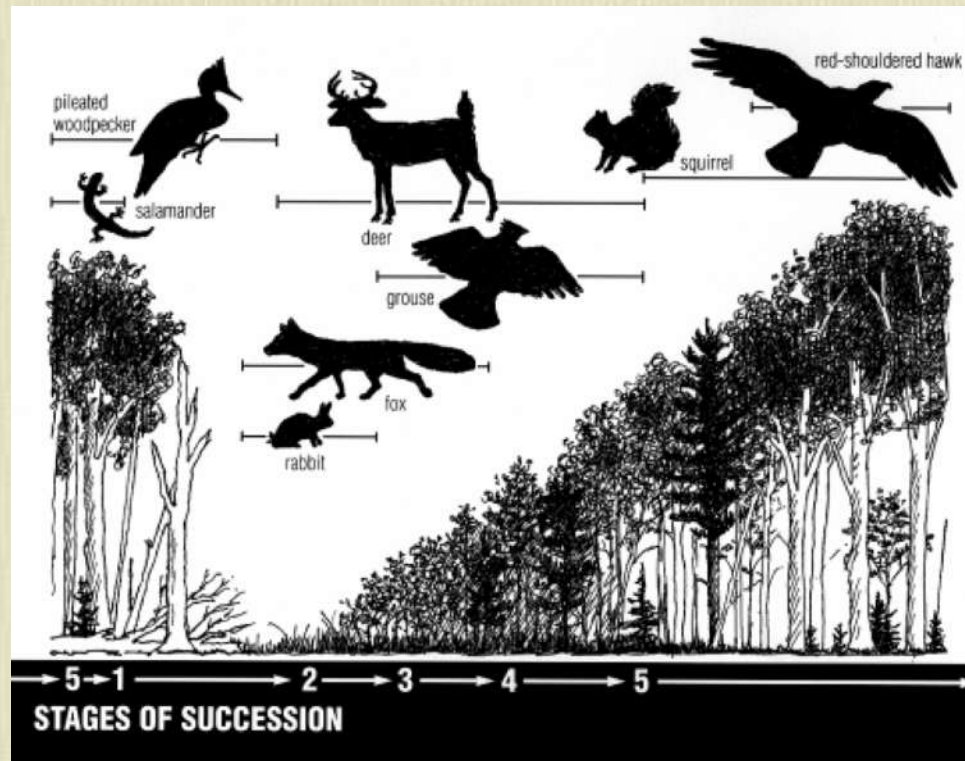 pileated
woodpecker
salamander
deer
grouse
fox
rabbit
squirrel
red-shouldered hawk
5 1 2 3 4 5
STAGES OF SUCCESSION